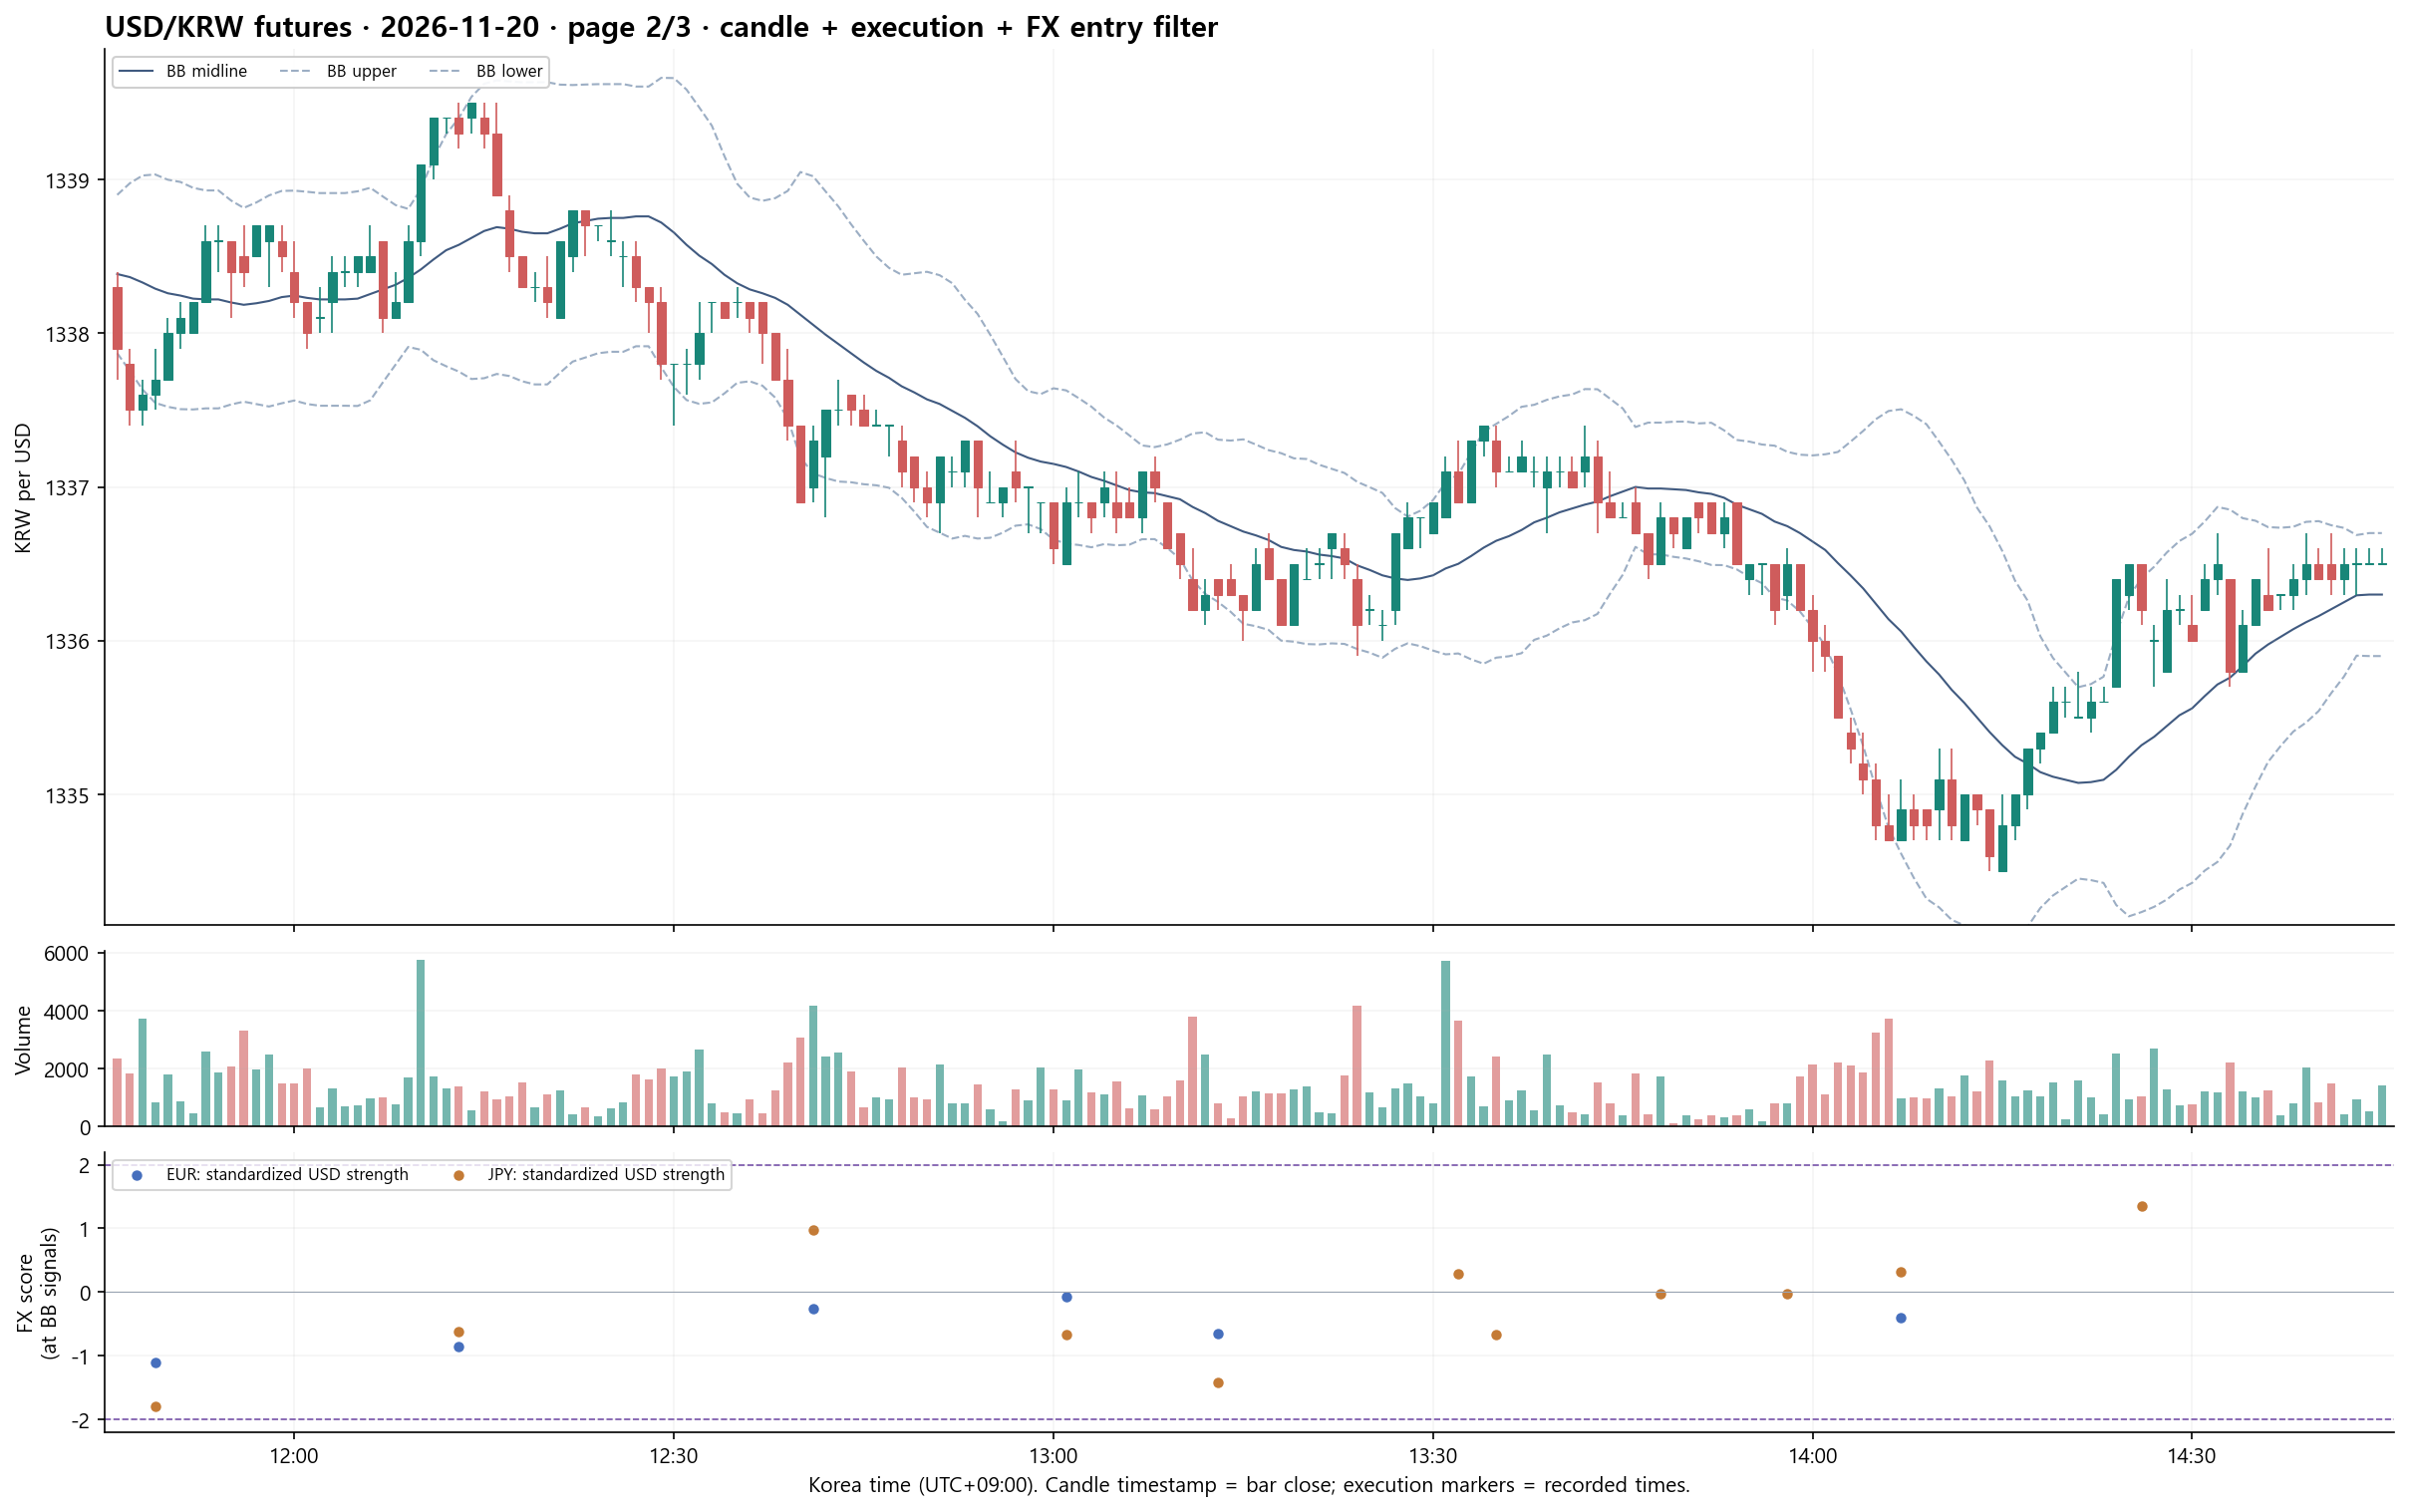 USD/KRW futures · 2026-11-20 · page 2/3 · candle + execution + FX entry filter
BB midline
BB upper
BB lower
KRW per USD
1339
1338
1337
1336
1335
Volume
6000
4000
2000
0
FX score
(at BB signals)
2
1
0
-1
-2
EUR: standardized USD strength
JPY: standardized USD strength
12:00
12:30
13:00
13:30
14:00
14:30
Korea time (UTC+09:00). Candle timestamp = bar close; execution markers = recorded times.